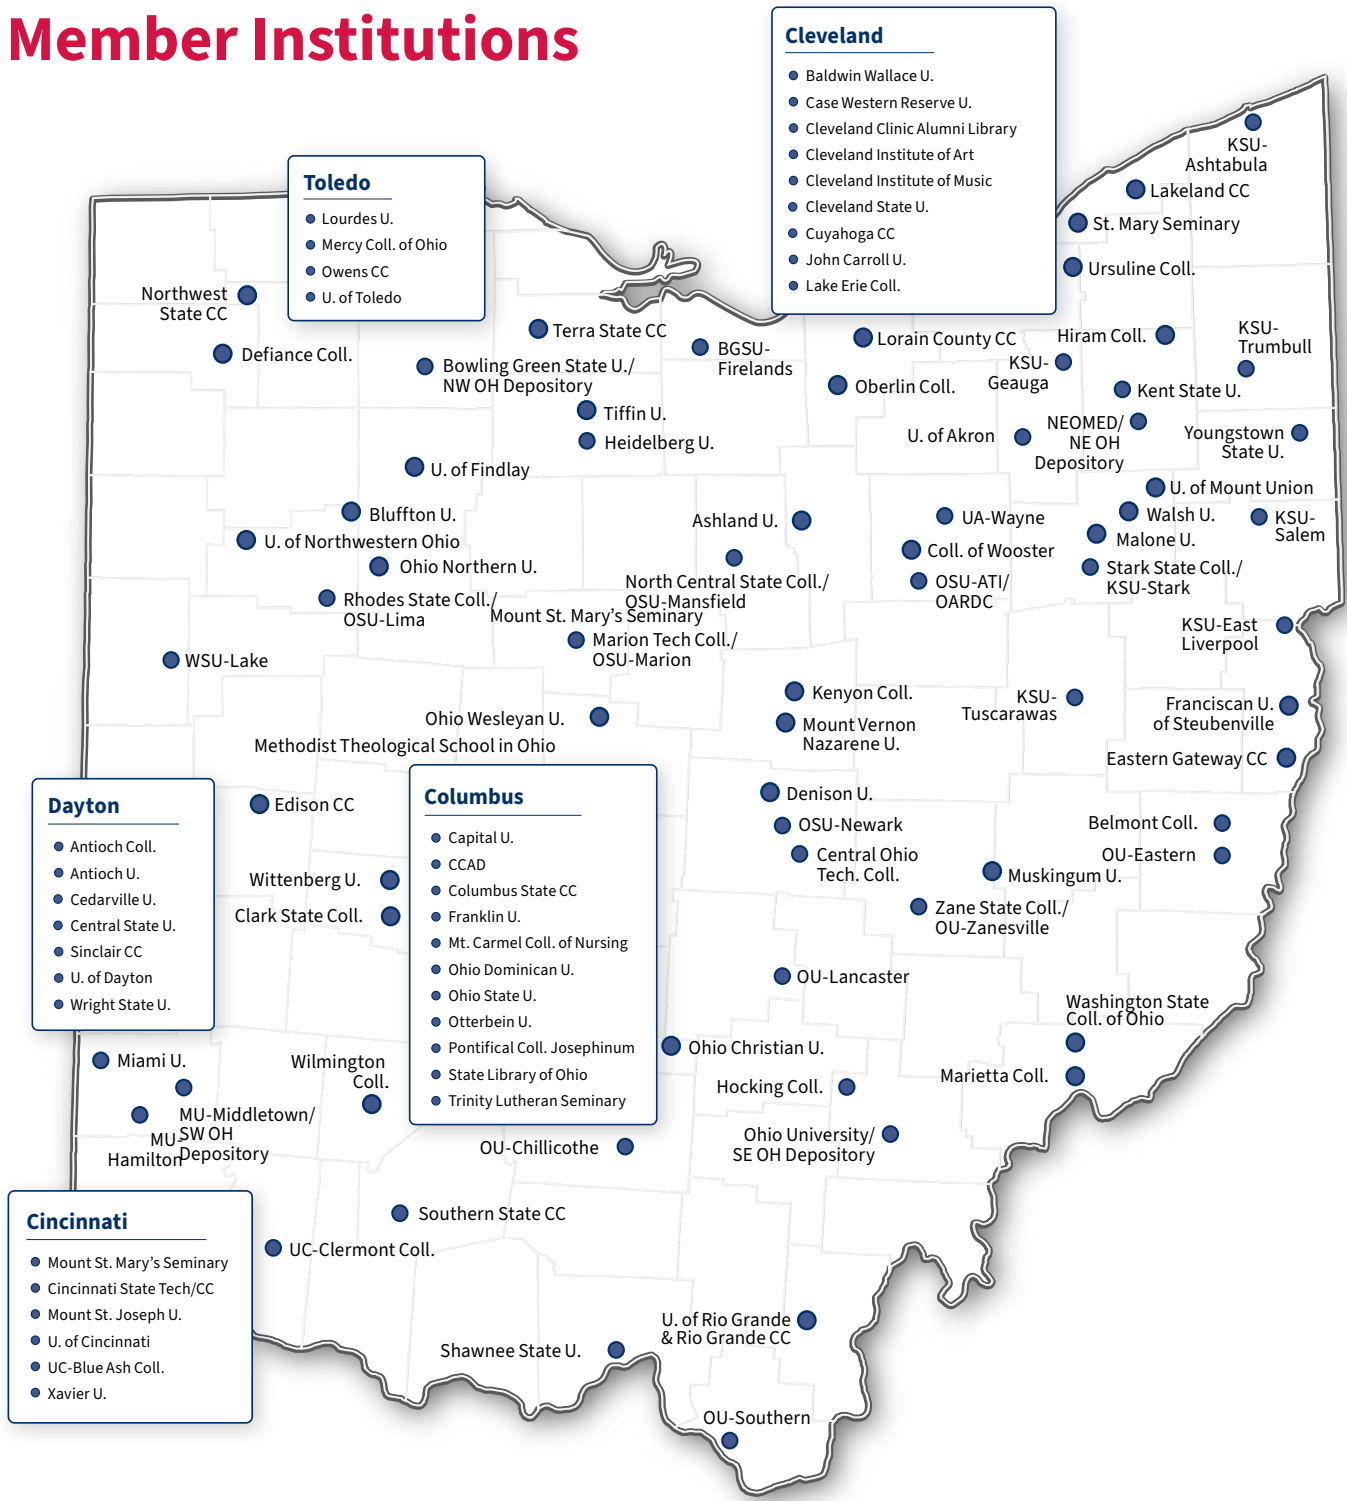 Member Institutions
Cleveland
Baldwin Wallace U.
Case Western Reserve U.
Cleveland Clinic Alumni Library
Cleveland Institute of Art
Cleveland Institute of Music
Cleveland State U.
Cuyahoga CC
John Carroll U.
Lake Erie Coll.
KSU-
Ashtabula
Lakeland CC
St. Mary Seminary
Ursuline Coll.
Toledo
Lourdes U.
Mercy Coll. of Ohio
Owens CC
U. of Toledo
Northwest
State CC
Defiance Coll.
Terra State CC
Bowling Green State U./
NW OH Depository
BGSU-
Firelands
Lorain County CC
Oberlin Coll.
Hiram Coll.
KSU-
Geauga
KSU-
Trumbull
Kent State U.
Tiffin U.
Heidelberg U.
U. of Akron
NEOMED/
NE OH
Depository
Youngstown
State U.
U. of Findlay
U. of Mount Union
Bluffton U.
Ashland U.
UA-Wayne
Walsh U.
KSU-
Salem
Malone U.
U. of Northwestern Ohio
Coll. of Wooster
Ohio Northern U.
North Central State Coll./
OSU-Mansfield
OSU-ATI/
OARDC
Stark State Coll./
KSU-Stark
Rhodes State Coll./
OSU-Lima
Mount St. Mary’s Seminary
Marion Tech Coll./
OSU-Marion
KSU-East
Liverpool
WSU-Lake
Kenyon Coll.
KSU-
Tuscarawas
Franciscan U.
of Steubenville
Ohio Wesleyan U.
Mount Vernon
Nazarene U.
Methodist Theological School in Ohio
Eastern Gateway CC
Dayton
Antioch Coll.
Antioch U.
Cedarville U.
Central State U.
Sinclair CC
U. of Dayton
Wright State U.
Edison CC
Wittenberg U.
Clark State Coll.
Columbus
Capital U.
CCAD
Columbus State CC
Franklin U.
Mt. Carmel Coll. of Nursing
Ohio Dominican U.
Ohio State U.
Otterbein U.
Pontifical Coll. Josephinum
State Library of Ohio
Trinity Lutheran Seminary
Denison U.
OSU-Newark
Central Ohio
Tech. Coll.
Belmont Coll.
OU-Eastern
Muskingum U.
Zane State Coll./
OU-Zanesville
OU-Lancaster
Washington State
Coll. of Ohio
Ohio Christian U.
Marietta Coll.
Hocking Coll.
Miami U.
Wilmington
Coll.
MU-Middletown/
SW OH
Depository
MU-
Hamilton
OU-Chillicothe
Ohio University/
SE OH Depository
Cincinnati
Mount St. Mary’s Seminary
Cincinnati State Tech/CC
Mount St. Joseph U.
U. of Cincinnati
UC-Blue Ash Coll.
Xavier U.
Southern State CC
UC-Clermont Coll.
U. of Rio Grande
& Rio Grande CC
Shawnee State U.
OU-Southern